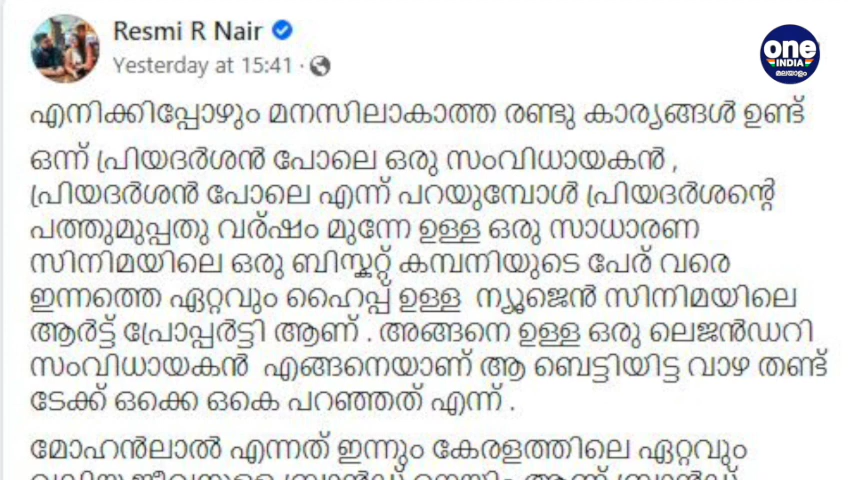 Resmi R Nair
Yesterday at 15:41 ·
one
INDIA
മലയാളം
എനിക്കിപ്പോഴും മനസിലാകാത്ത രണ്ടു കാര്യങ്ങൾ ഉണ്ട്
ഒന്ന് പ്രിയദർശൻ പോലെ ഒരു സംവിധായകൻ ,
പ്രിയദർശൻ പോലെ എന്ന് പറയുമ്പോൾ പ്രിയദർശന്റെ
പത്തുമുപ്പതു വര്ഷം മുന്നേ ഉള്ള ഒരു സാധാരണ
സിനിമയിലെ ഒരു ബിസ്കറ്റ് കമ്പനിയുടെ പേര് വരെ
ഇന്നത്തെ ഏറ്റവും ഹൈപ്പ് ഉള്ള ന്യൂജെൻ സിനിമയിലെ
ആർട്ട് പ്രോപ്പർട്ടി ആണ് . അങ്ങനെ ഉള്ള ഒരു ലെജൻഡറി
സംവിധായകൻ എങ്ങനെയാണ് ആ ബെട്ടിയിട്ട വാഴ തണ്ട്
ടേക്ക് ഒക്കെ ഒകെ പറഞ്ഞത് എന്ന് .
മോഹൻലാൽ എന്നത് ഇന്നും കേരളത്തിലെ ഏറ്റവും